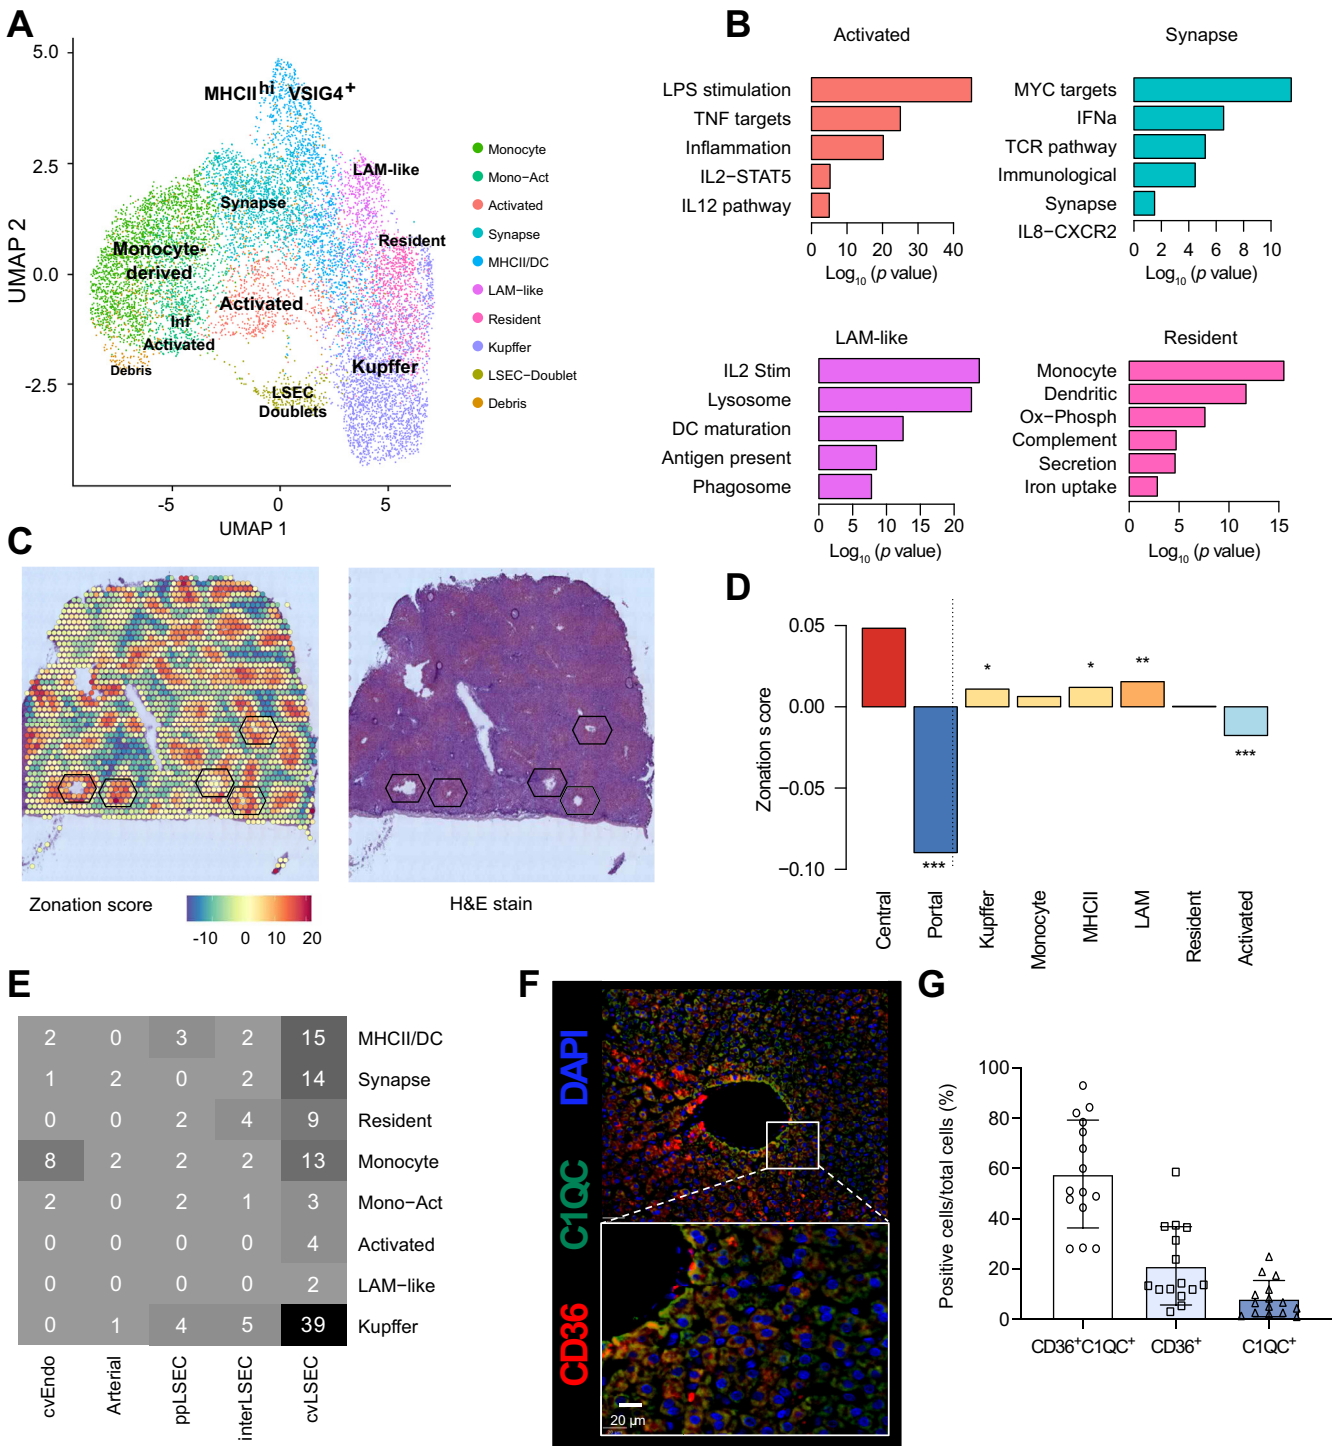 A
5.0
2.5
0.0
-2.5
UMAP 2
-5
0
5
UMAP 1
MHCIIhi VSIG4+
LAM-like
Synapse
Resident
Monocyte-
derived
Activated
Inf
Activated
Debris
Kupffer
LSEC
Doublets
Monocyte
Mono−Act
Activated
Synapse
MHCII/DC
LAM−like
Resident
Kupffer
LSEC−Doublet
Debris
B
Activated
LPS stimulation
TNF targets
Inflammation
IL2−STAT5
IL12 pathway
0 10 20 30 40
Log10 (p value)
Synapse
MYC targets
IFNa
TCR pathway
Immunological
Synapse
IL8−CXCR2
0 2 4 6 8 10
Log10 (p value)
LAM-like
IL2 Stim
Lysosome
DC maturation
Antigen present
Phagosome
0 5 10 15 20
Log10 (p value)
Resident
Monocyte
Dendritic
Ox−Phosph
Complement
Secretion
Iron uptake
0 5 10 15
Log10 (p value)
C
Zonation score
-10 0 10 20
H&E stain
D
Zonation s core
0.05
0.00
−0.05
−0.10
***
*
*
**
***
Central
Portal
Kupffer
Monocyte
MHCII
LAM
Resident
Activated
E
2 0 3 2 15 MHCII/DC
1 2 0 2 14 Synapse
0 0 2 4 9 Resident
8 2 2 2 13 Monocyte
2 0 2 1 3 Mono−Act
0 0 0 0 4 Activated
0 0 0 0 2 LAM−like
0 1 4 5 39 Kupffer
cvEndo
Arterial
ppLSEC
interLSEC
cvLSEC
F
CD36 C1QC DAPI
20 µm
G
Positive cells/total cells (%)
100
80
60
40
20
0
CD36+C1QC+
CD36+
C1QC+